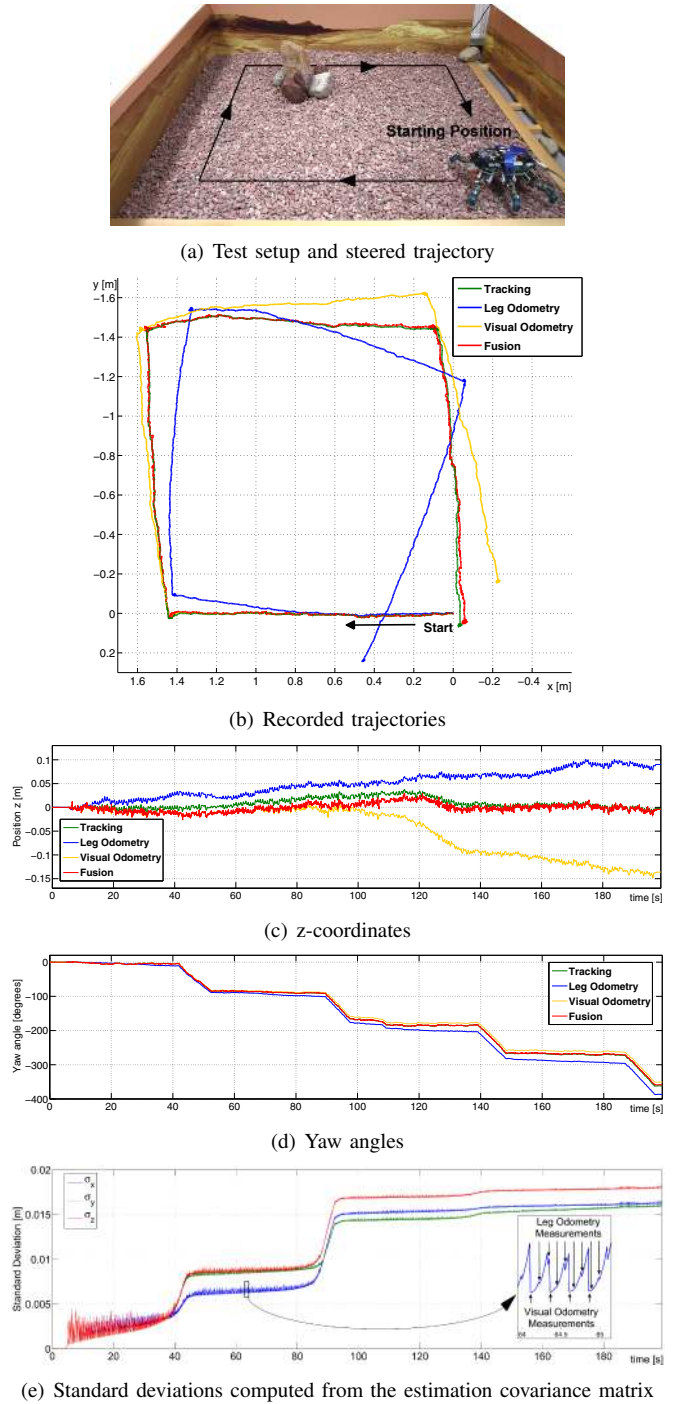 Starting Position
(a) Test setup and steered trajectory
y [m]
−1.6
−1.4
−1.2
−1
−0.8
−0.6
−0.4
−0.2
0
0.2
Tracking
Leg Odometry
Visual Odometry
Fusion
Start
1.6 1.4 1.2 1 0.8 0.6 0.4 0.2 0 −0.2 −0.4
x [m]
(b) Recorded trajectories
Position z [m]
0.1
0.05
0
−0.05
−0.1
−0.15
Tracking
Leg Odometry
Visual Odometry
Fusion
0 20 40 60 80 100 120 140 160 180
time [s]
(c) z-coordinates
Yaw angle [degrees]
0
−100
−200
−300
−400
Tracking
Leg Odometry
Visual Odometry
Fusion
0 20 40 60 80 100 120 140 160 180
time [s]
(d) Yaw angles
Standard Deviation [m]
0.02
0.015
0.01
0.005
0
σx
σy
σz
Leg Odometry
Measurements
Visual Odometry
Measurements
64 64.5 65
0 20 40 60 80 100 120 140 160 180
time [s]
(e) Standard deviations computed from the estimation covariance matrix